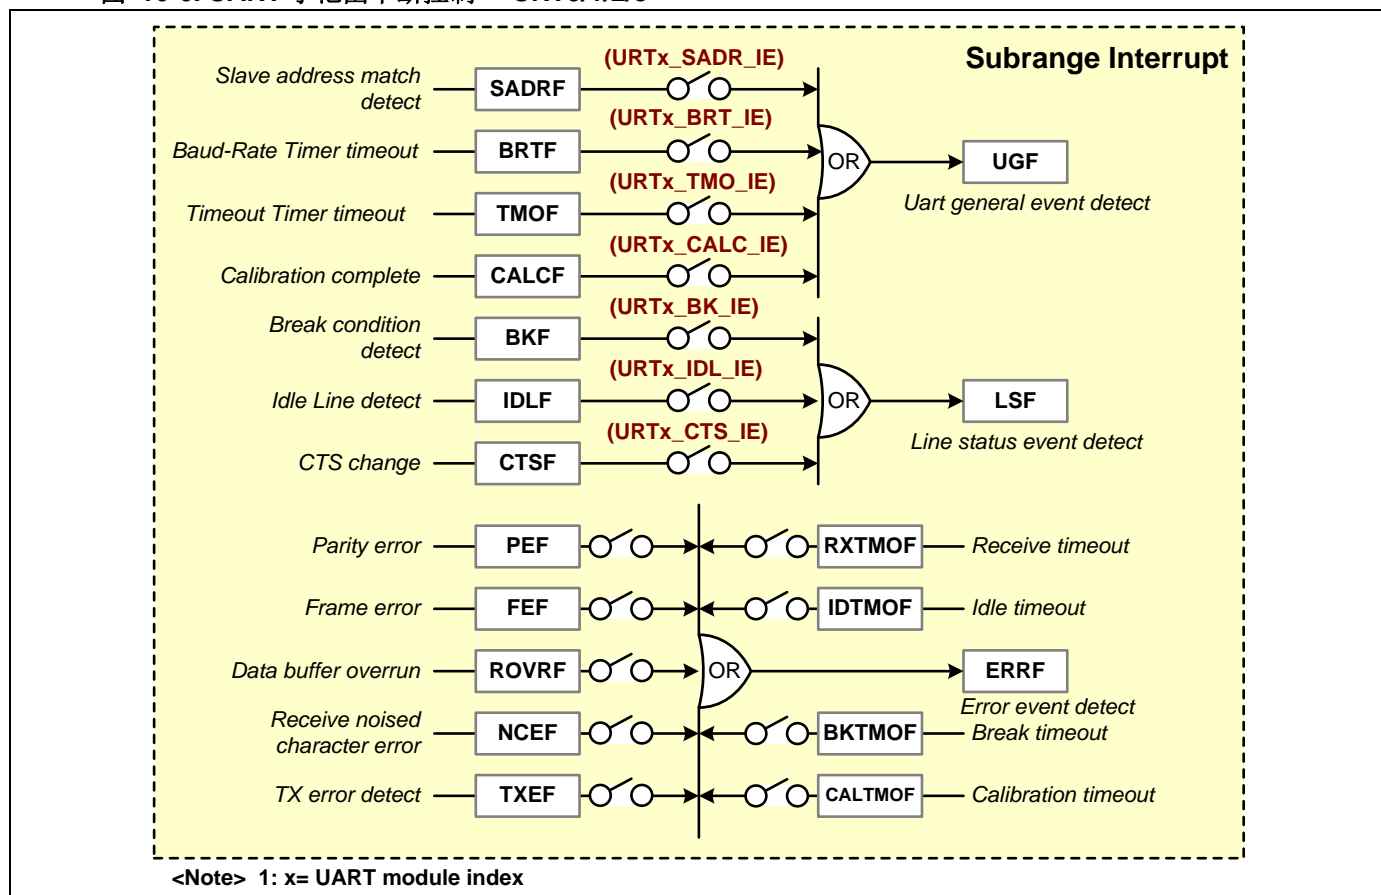 Subrange Interrupt
(URTx_SADR_IE)
Slave address match
detect
SADRF
(URTx_BRT_IE)
Baud-Rate Timer timeout
BRTF
OR
UGF
(URTx_TMO_IE)
Uart general event detect
Timeout Timer timeout
TMOF
(URTx_CALC_IE)
Calibration complete
CALCF
(URTx_BK_IE)
Break condition
detect
BKF
(URTx_IDL_IE)
Idle Line detect
IDLF
OR
LSF
(URTx_CTS_IE)
Line status event detect
CTS change
CTSF
Parity error
PEF
RXTMOF
Receive timeout
Frame error
FEF
IDTMOF
Idle timeout
Data buffer overrun
ROVRF
OR
ERRF
Error event detect
Receive noised
character error
NCEF
BKTMOF
Break timeout
TX error detect
TXEF
CALTMOF
Calibration timeout
<Note> 1: x= UART module index